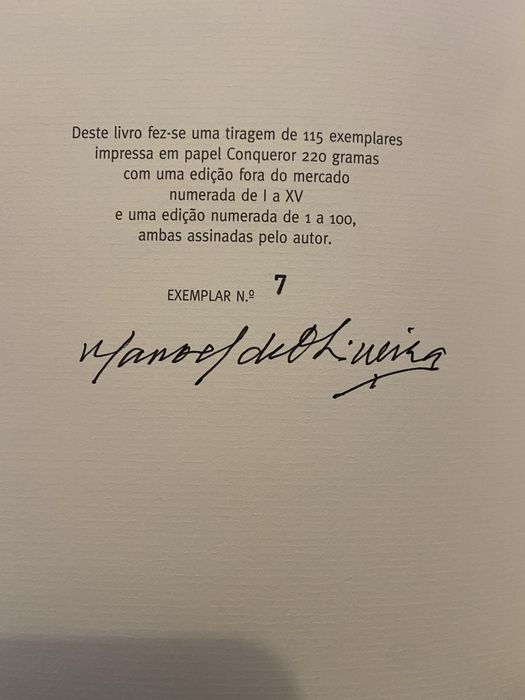 Deste livro fez-se uma tiragem de 115 exemplares
impressa em papel Conqueror 220 gramas
com uma edição fora do mercado
numerada de I a XV
e uma edição numerada de 1 a 100,
ambas assinadas pelo autor.
EXEMPLAR N.º 7
Manoel de Oliveira